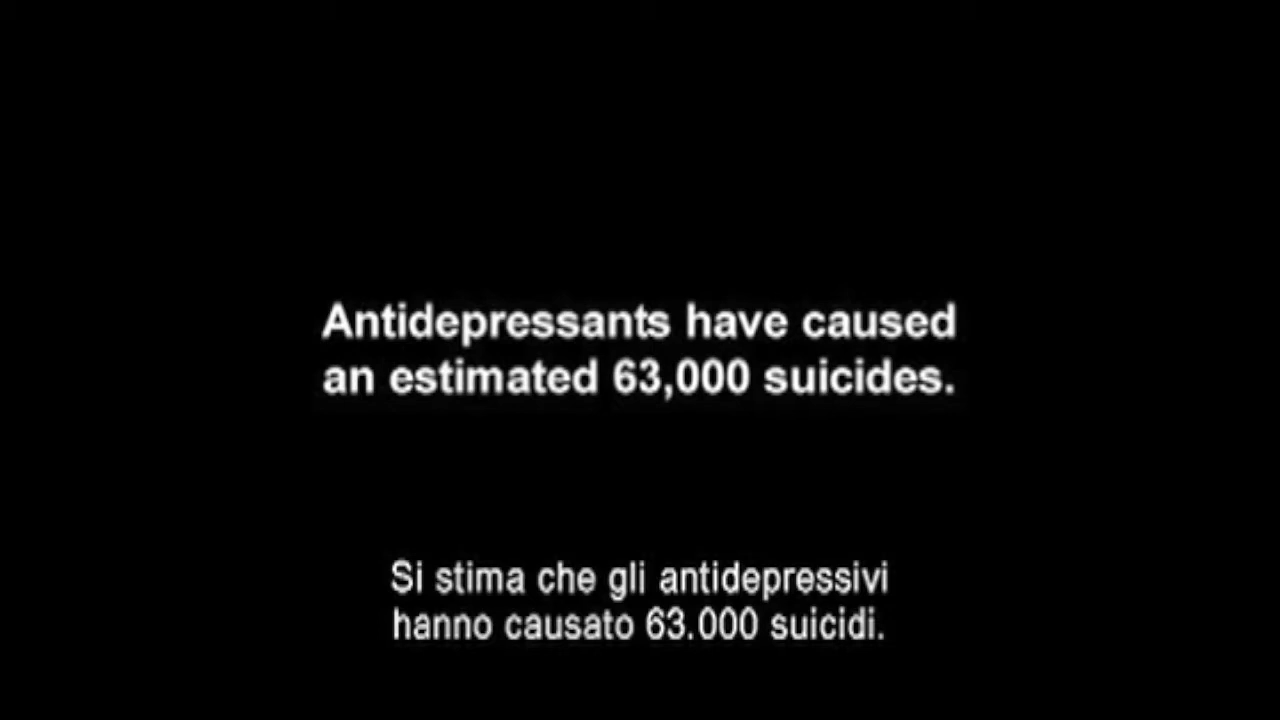 Antidepressants have caused
an estimated 63,000 suicides.
Si stima che gli antidepressivi
hanno causato 63.000 suicidi.